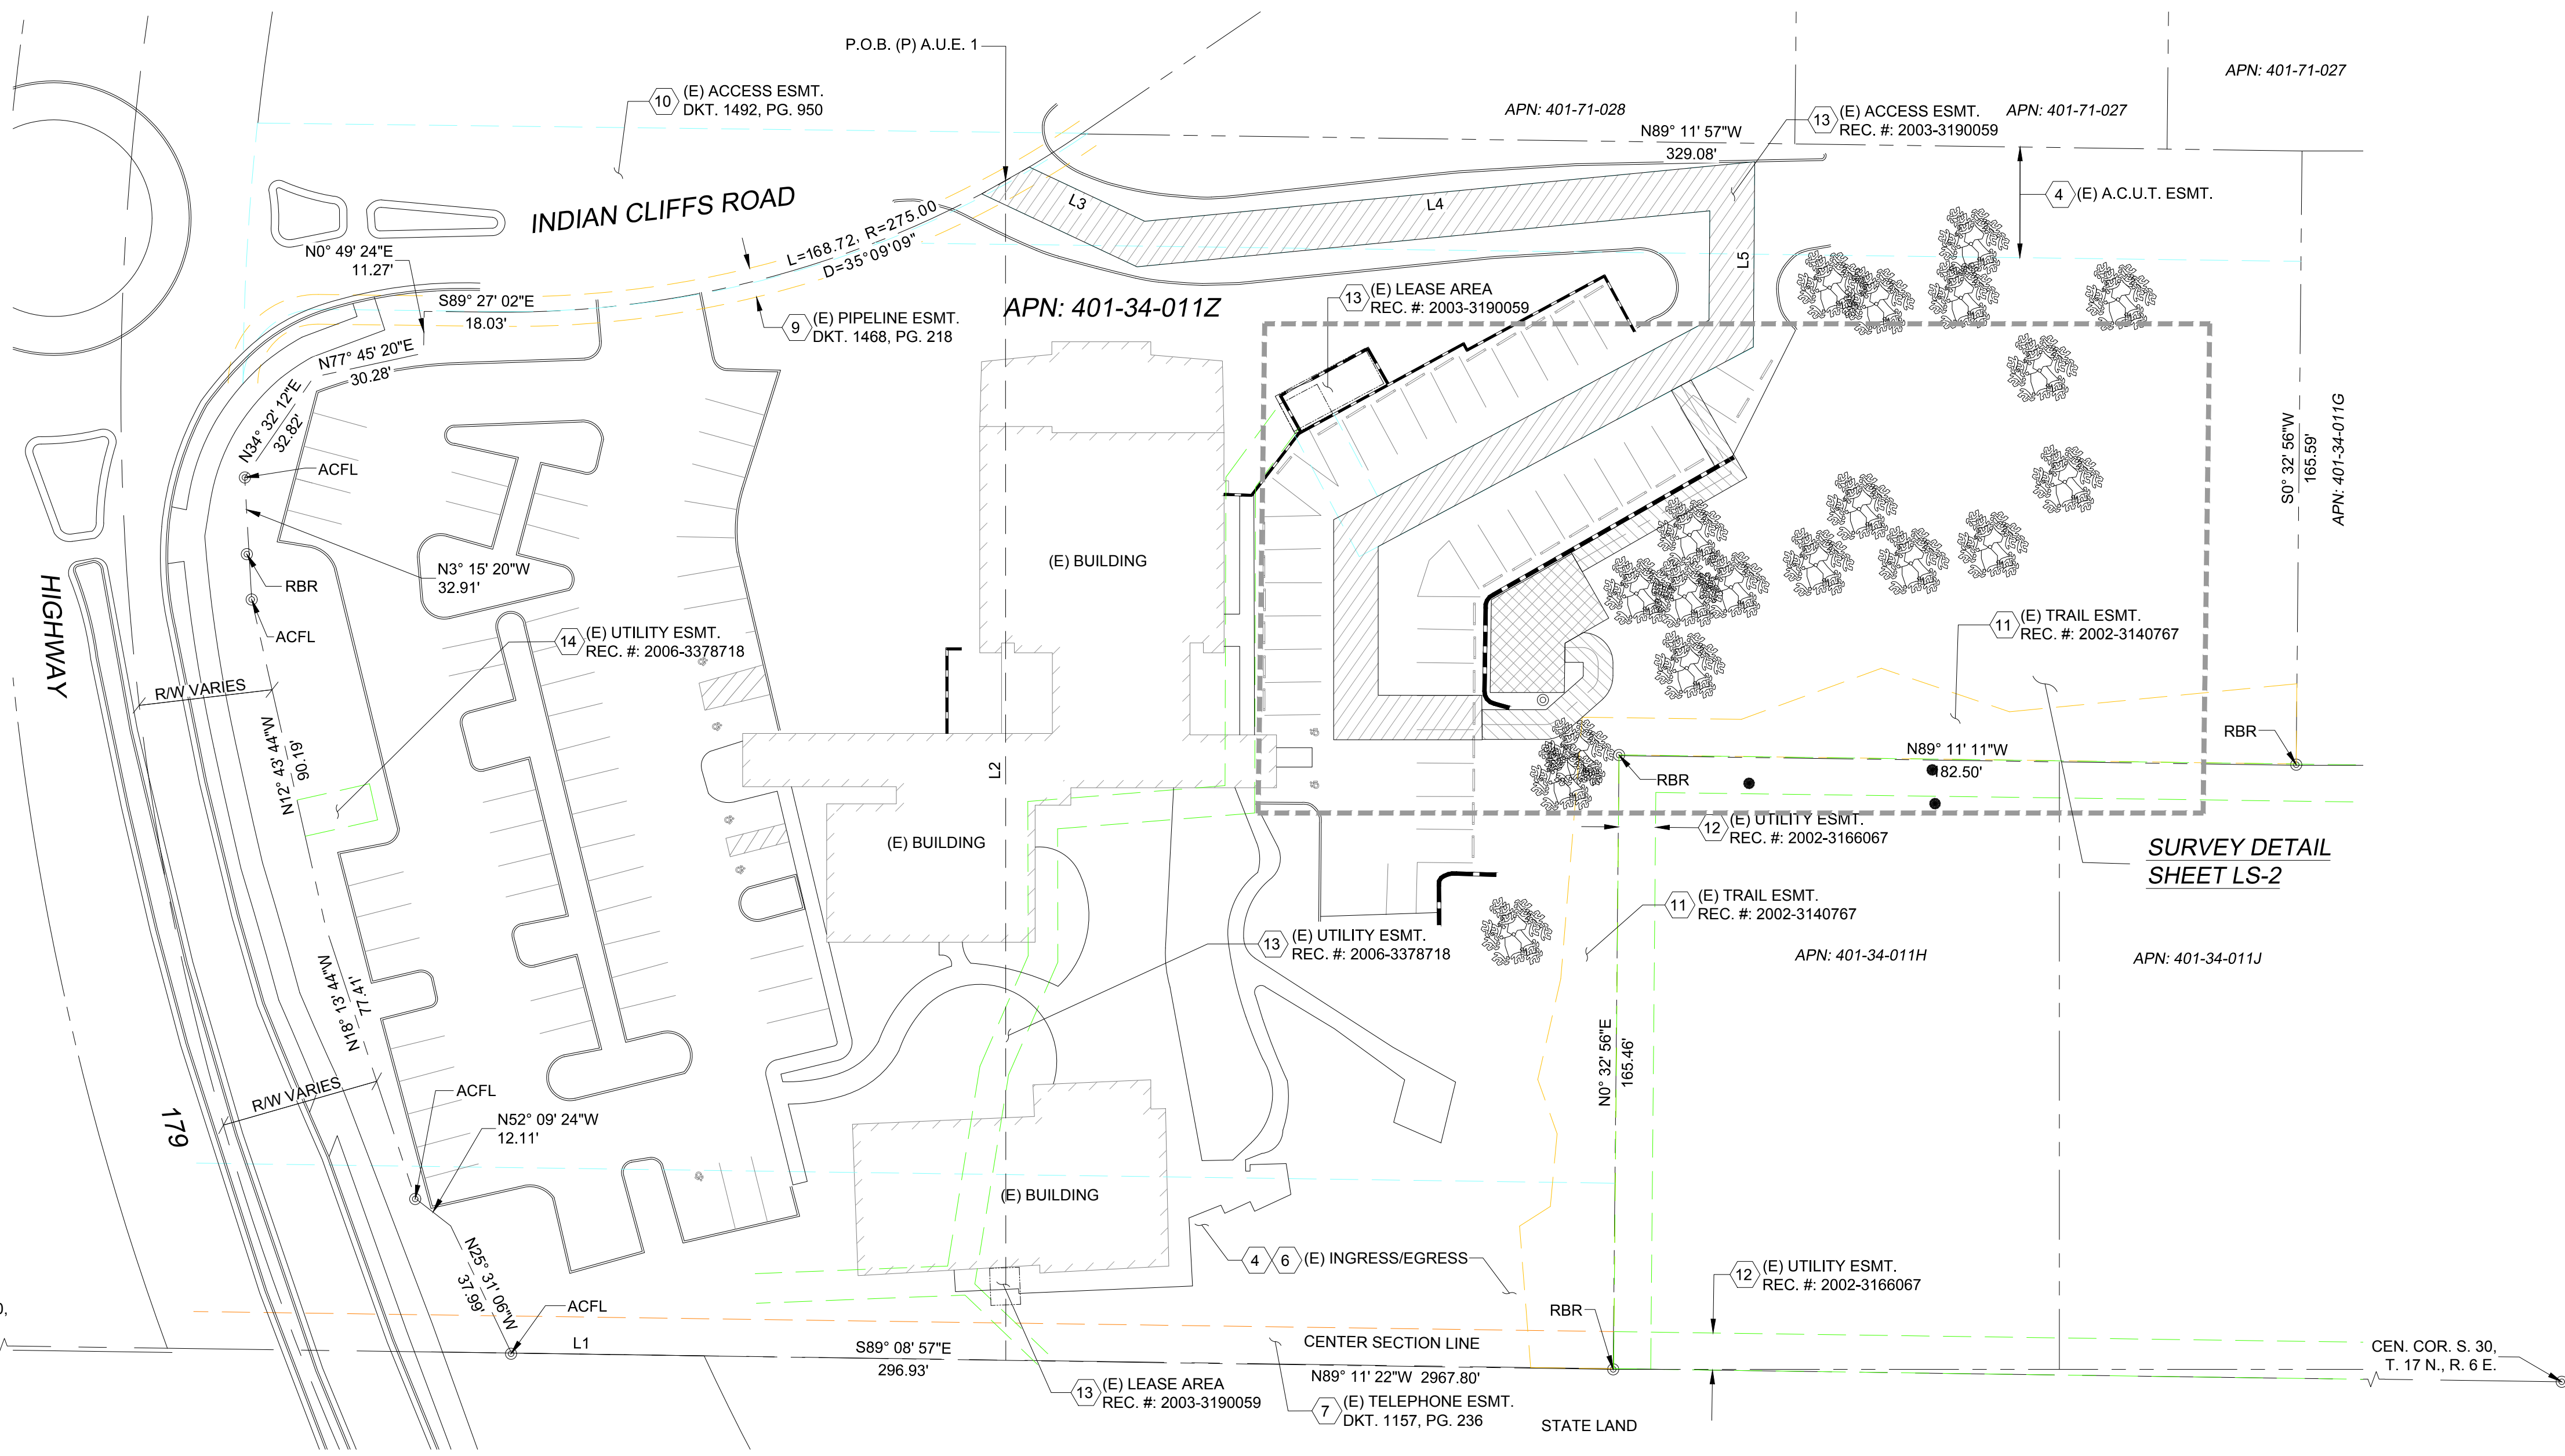 P.O.B. (P) A.U.E. 1
10
(E) ACCESS ESMT.
DKT. 1492, PG. 950
APN: 401-71-027
APN: 401-71-028
APN: 401-71-027
13
(E) ACCESS ESMT.
REC. #: 2003-3190059
N89° 11' 57"W
329.08'
4
(E) A.C.U.T. ESMT.
INDIAN CLIFFS ROAD
L3
L4
L5
L=168.72, R=275.00
D=35°09'09"
N0° 49' 24"E
11.27'
S89° 27' 02"E
18.03'
9
(E) PIPELINE ESMT.
DKT. 1468, PG. 218
APN: 401-34-011Z
13
(E) LEASE AREA
REC. #: 2003-3190059
N77° 45' 20"E
30.28'
N34° 32' 12"E
32.82'
ACFL
S0° 32' 56"W
165.59'
APN: 401-34-011G
N3° 15' 20"W
32.91'
RBR
ACFL
(E) BUILDING
HIGHWAY
14
(E) UTILITY ESMT.
REC. #: 2006-3378718
11
(E) TRAIL ESMT.
REC. #: 2002-3140767
R/W VARIES
N12° 43' 44"W
90.19'
L2
RBR
N89° 11' 11"W
182.50'
RBR
(E) BUILDING
12
(E) UTILITY ESMT.
REC. #: 2002-3166067
SURVEY DETAIL
SHEET LS-2
11
(E) TRAIL ESMT.
REC. #: 2002-3140767
13
(E) UTILITY ESMT.
REC. #: 2006-3378718
APN: 401-34-011H
APN: 401-34-011J
N18° 13' 44"W
77.41'
N0° 32' 56"E
165.46'
R/W VARIES
179
ACFL
N52° 09' 24"W
12.11'
(E) BUILDING
4
6
(E) INGRESS/EGRESS
12
(E) UTILITY ESMT.
REC. #: 2002-3166067
N25° 31' 06"W
37.99'
ACFL
RBR
L1
S89° 08' 57"E
296.93'
CENTER SECTION LINE
N89° 11' 22"W 2967.80'
CEN. COR. S. 30,
T. 17 N., R. 6 E.
13
(E) LEASE AREA
REC. #: 2003-3190059
7
(E) TELEPHONE ESMT.
DKT. 1157, PG. 236
STATE LAND